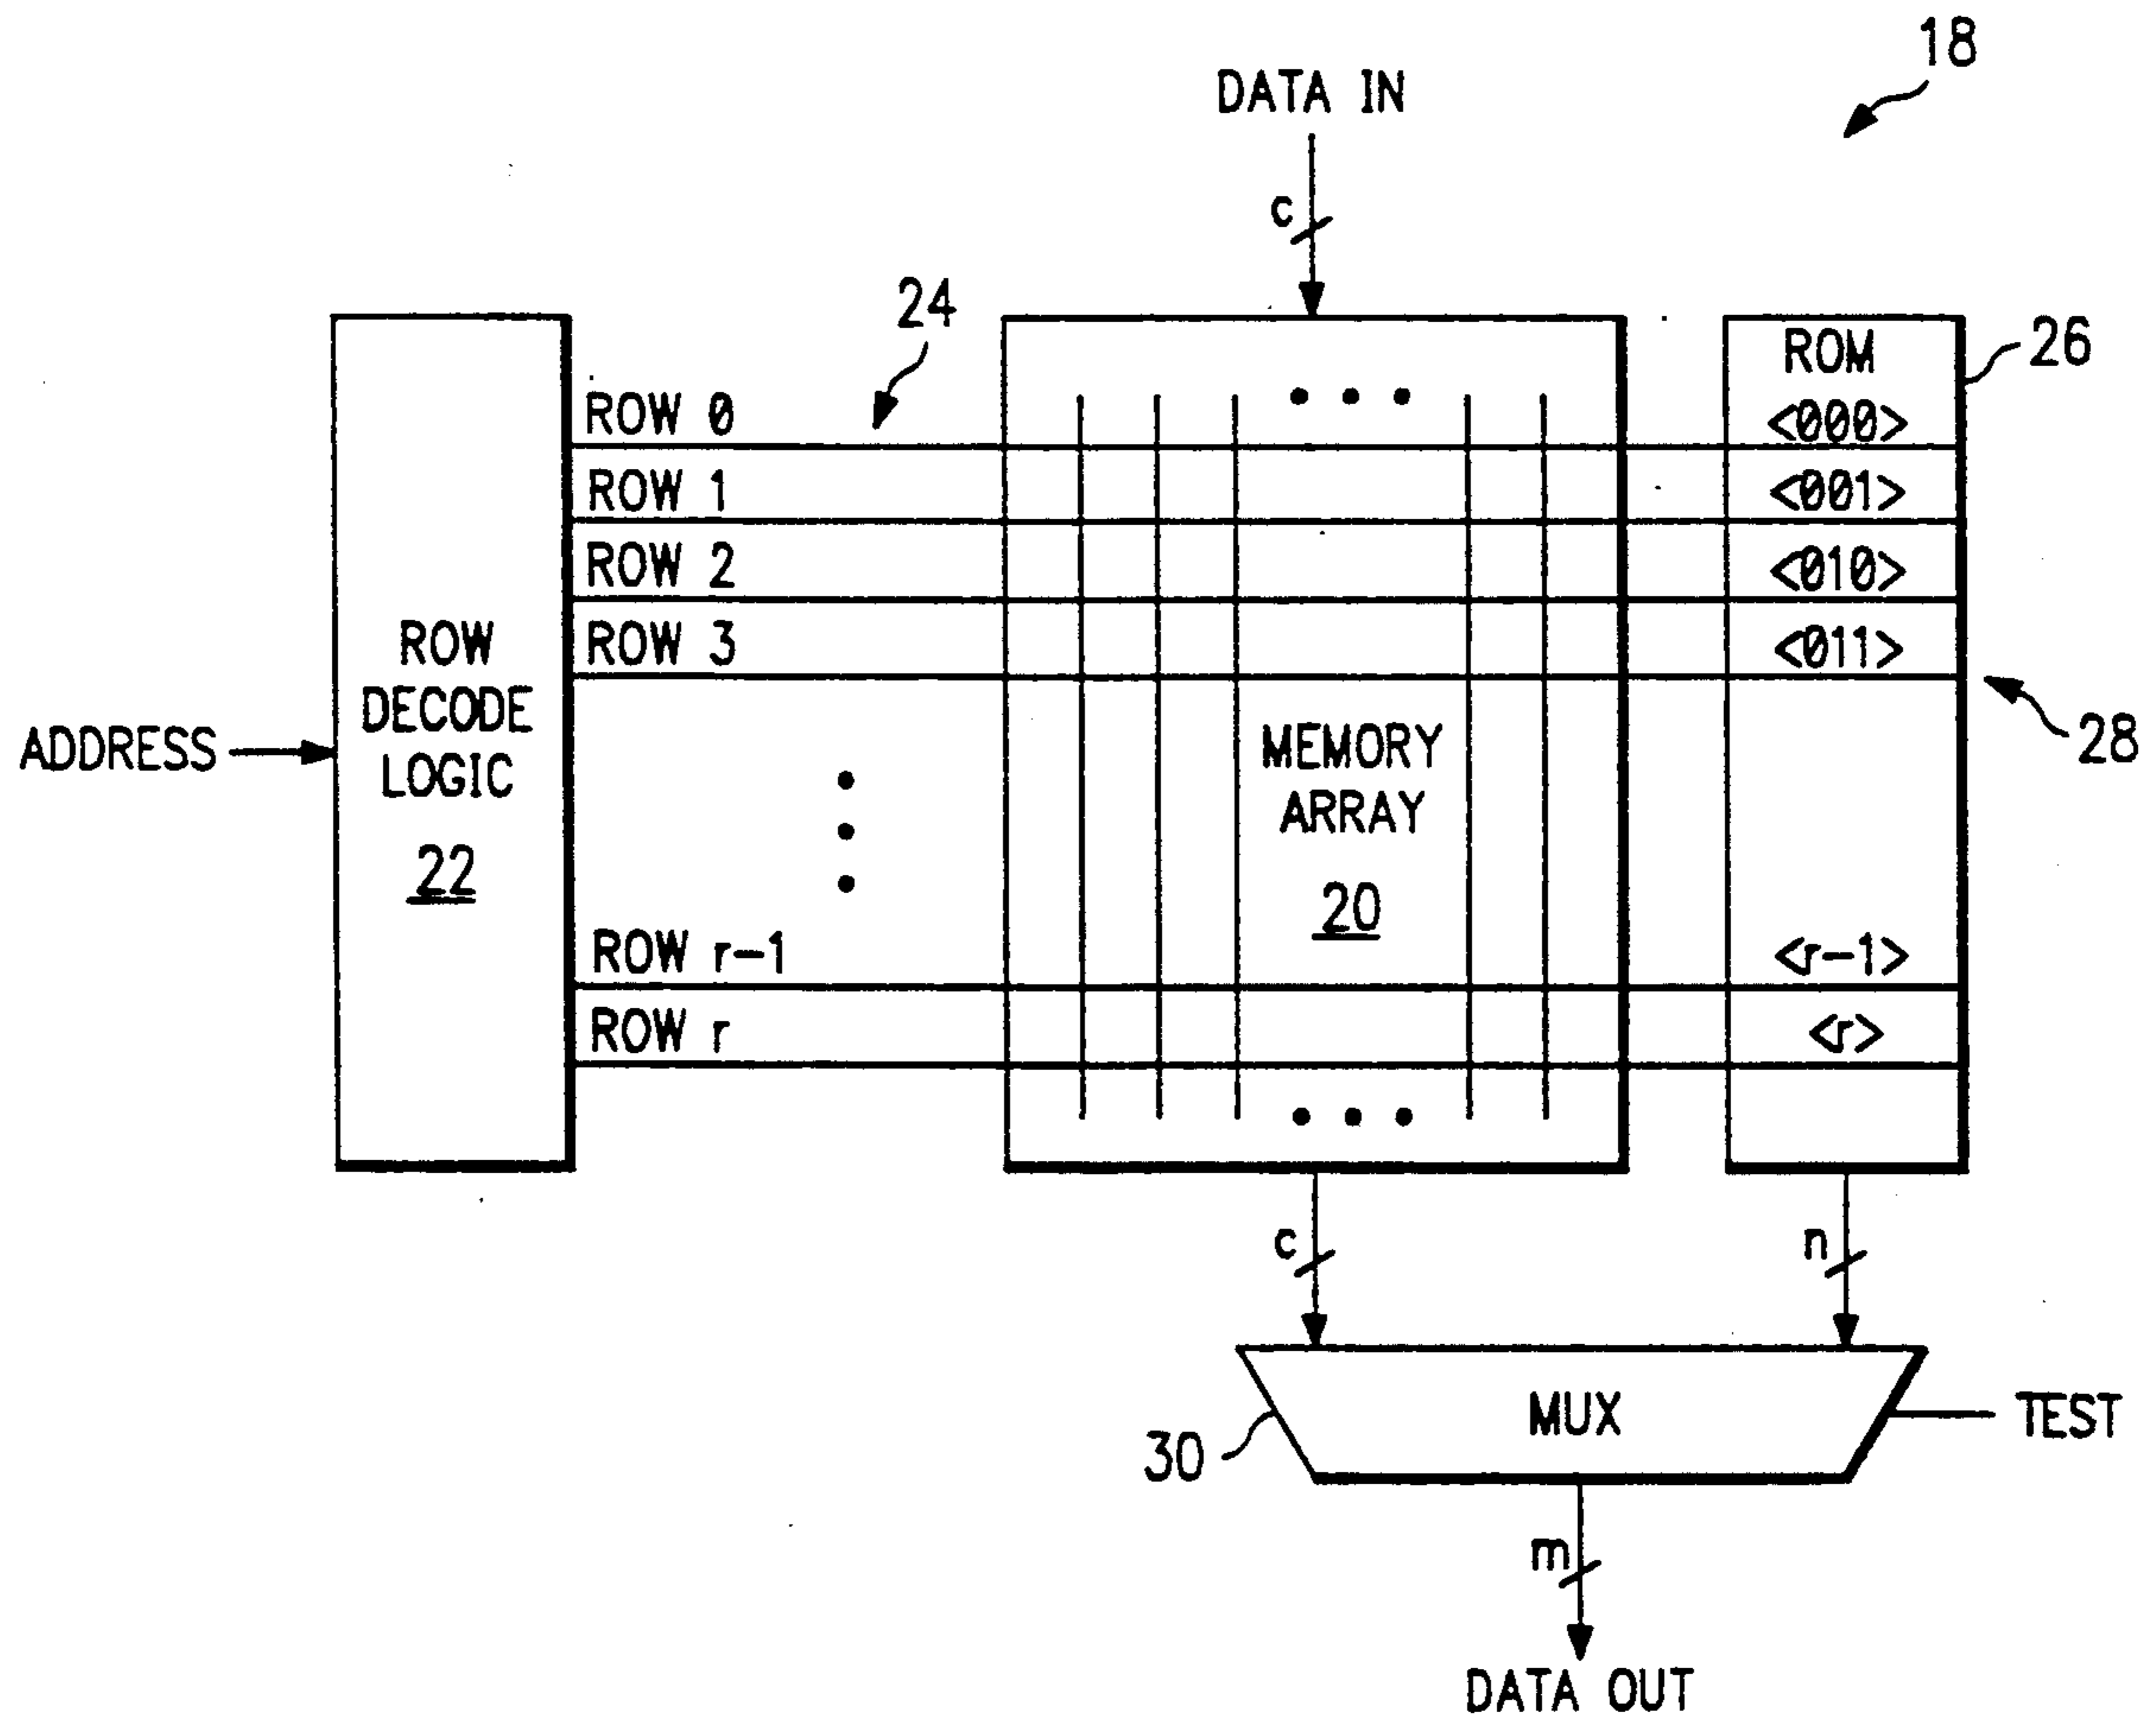 18
DATA IN
c
24
ROM
26
ROW 0
<000>
ROW 1
<001>
ROW 2
<010>
ROW 3
<011>
ROW
DECODE
LOGIC
22
ADDRESS
28
MEMORY
ARRAY
20
ROW r-1
<r-1>
ROW r
<r>
c
n
MUX
TEST
30
m
DATA OUT